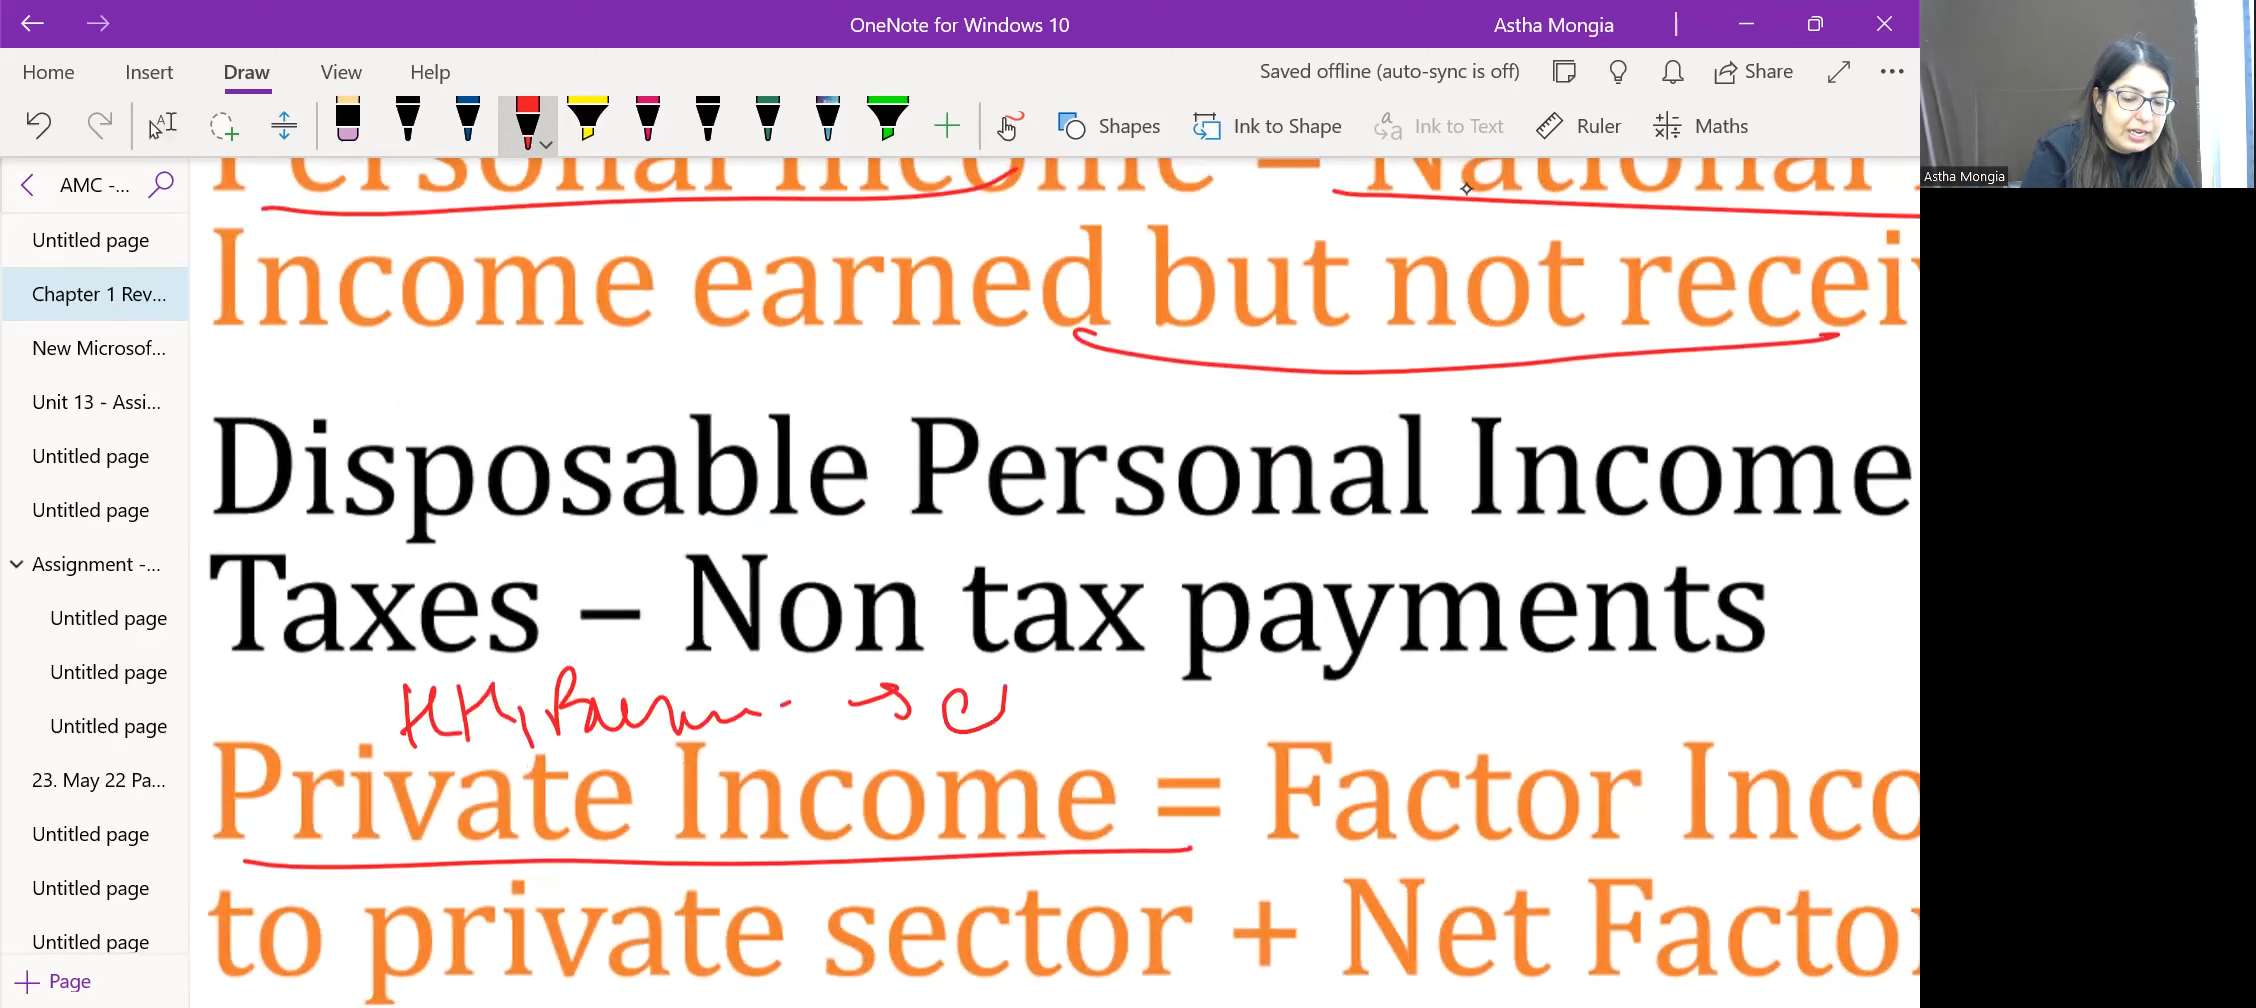 OneNote for Windows 10
Astha Mongia
Home Insert Draw View Help
Saved offline (auto-sync is off) Share
Shapes Ink to Shape Ink to Text Ruler Maths
AMC -...
Untitled page
Chapter 1 Rev...
New Microsof...
Unit 13 - Assi...
Untitled page
Untitled page
Assignment -...
Untitled page
Untitled page
Untitled page
23. May 22 Pa...
Untitled page
Untitled page
Untitled page
+ Page
Personal Income = National
Income earned but not recei
Disposable Personal Income
Taxes – Non tax payments
Private Income = Factor Inco
to private sector + Net Facto
Astha Mongia